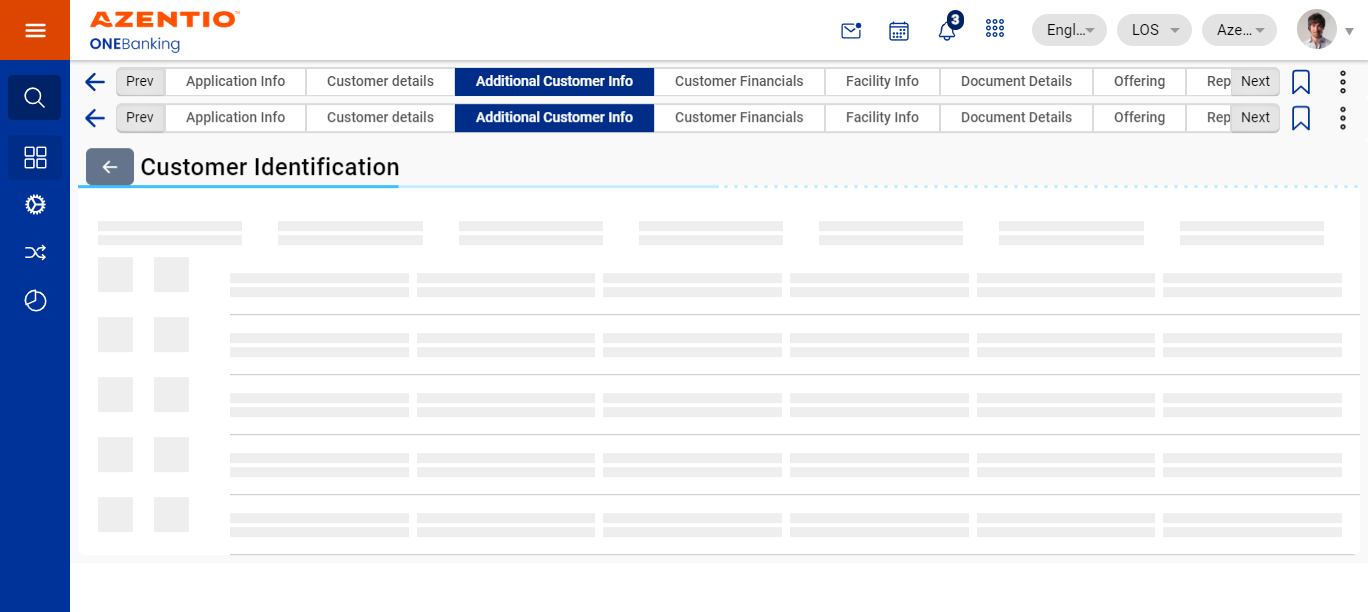 AZENTIO™
ONEBanking
3
Engl...
LOS
Aze...
Prev Application Info Customer details Additional Customer Info Customer Financials Facility Info Document Details Offering Rep Next
Prev Application Info Customer details Additional Customer Info Customer Financials Facility Info Document Details Offering Rep Next
Customer Identification